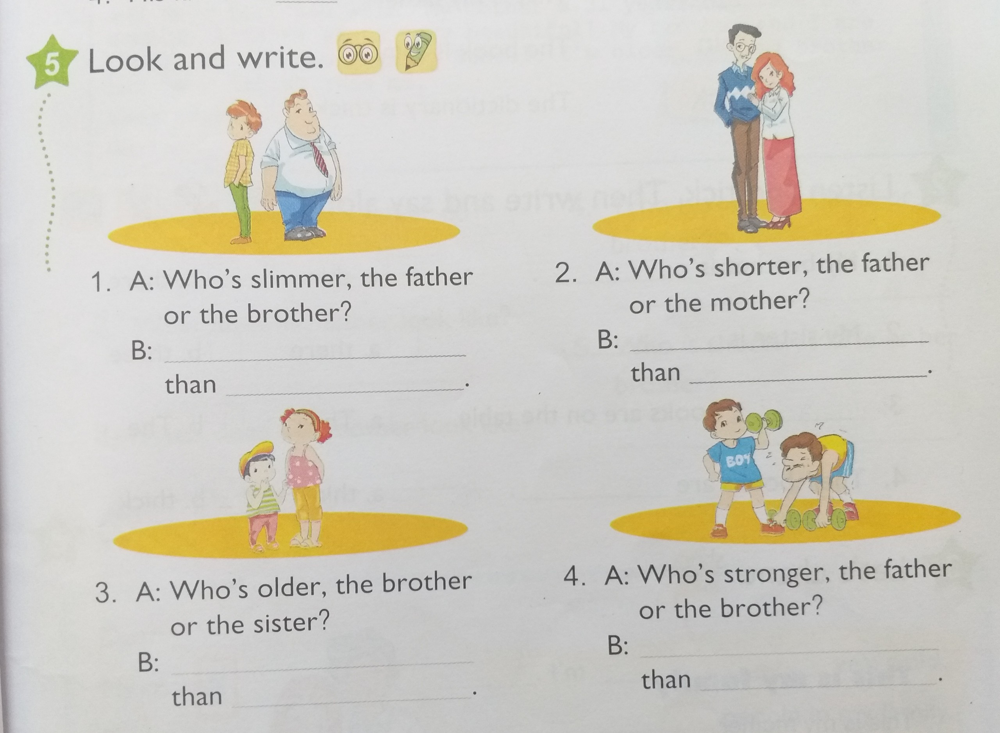 5 Look and write.
1. A: Who's slimmer, the father
or the brother?
B:
than .
2. A: Who's shorter, the father
or the mother?
B:
than .
BOY
3. A: Who's older, the brother
or the sister?
B:
than .
4. A: Who's stronger, the father
or the brother?
B:
than .